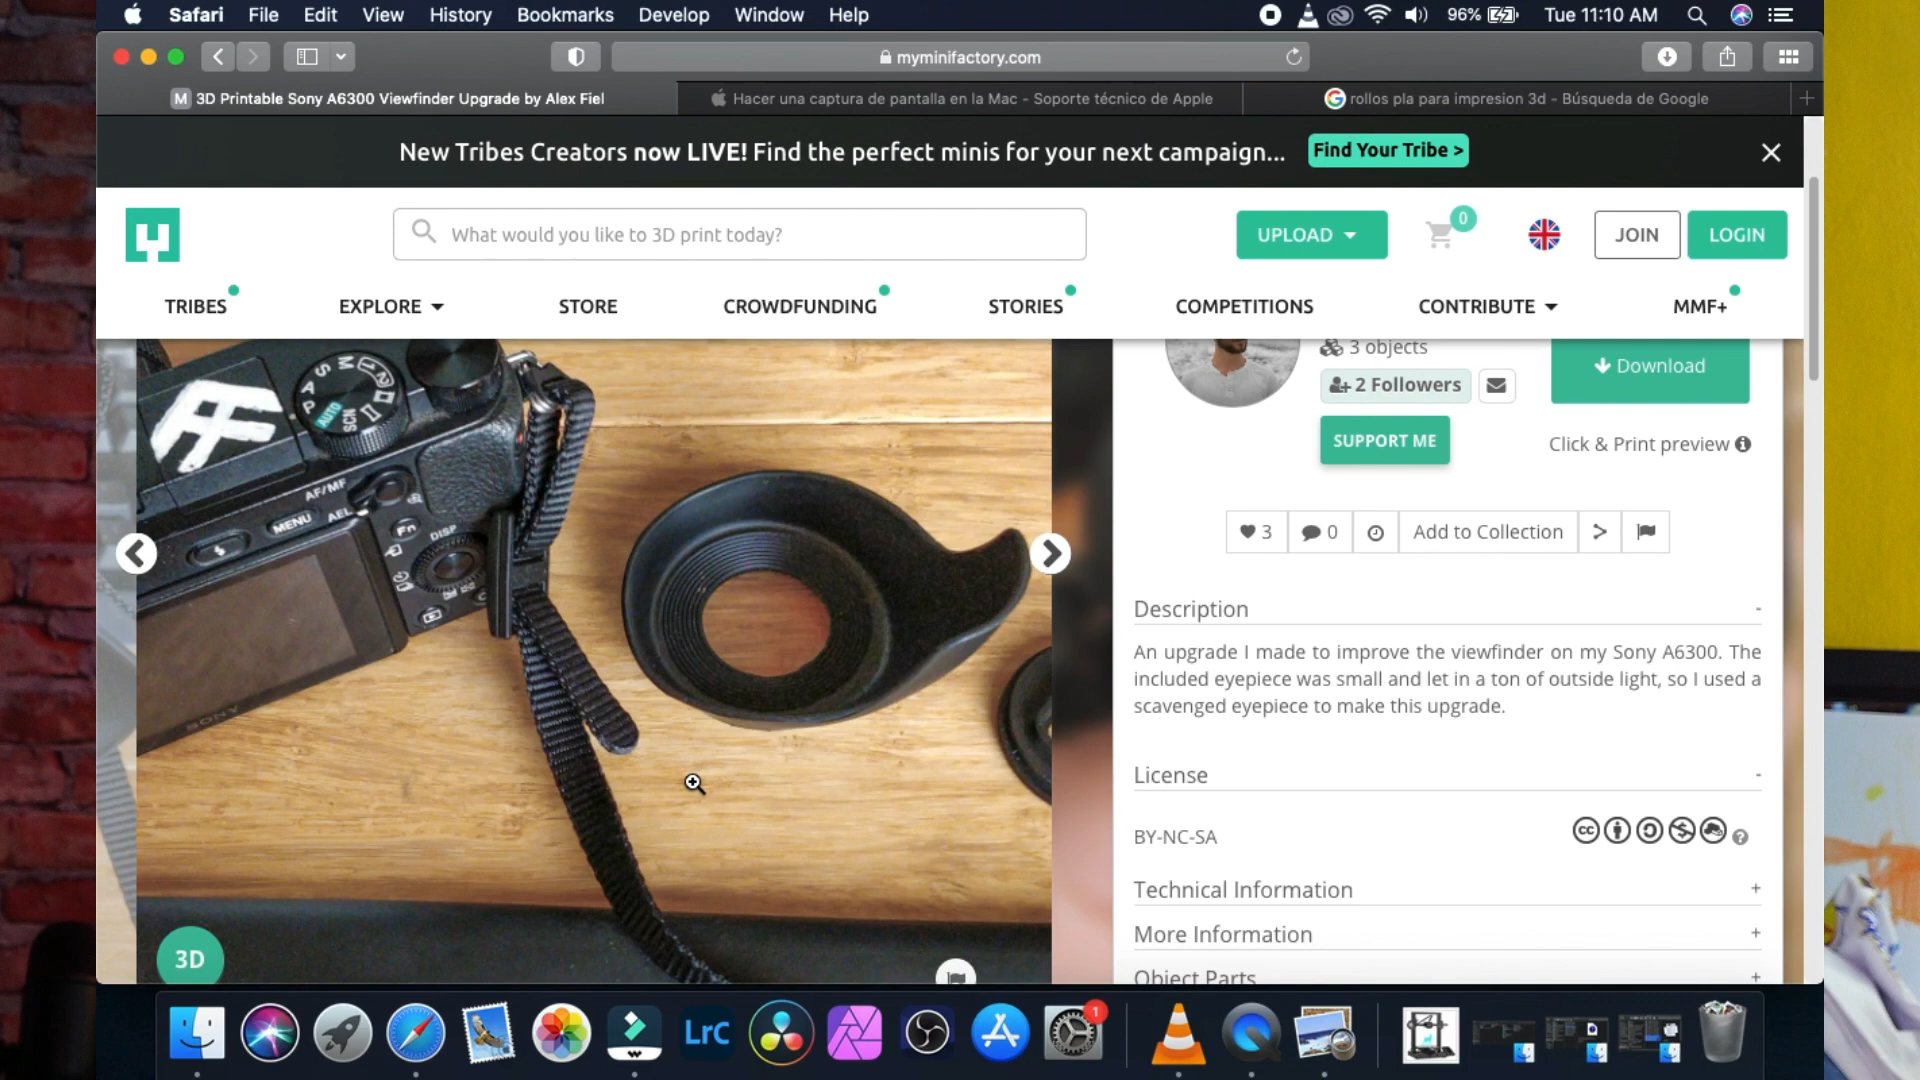 Safari File Edit View History Bookmarks Develop Window Help 96% Tue 11:10 AM
myminifactory.com
M 3D Printable Sony A6300 Viewfinder Upgrade by Alex Fiel
Hacer una captura de pantalla en la Mac - Soporte técnico de Apple
G rollos pla para impresion 3d - Búsqueda de Google
New Tribes Creators now LIVE! Find the perfect minis for your next campaign... Find Your Tribe >
What would you like to 3D print today?
UPLOAD 0 JOIN LOGIN
TRIBES EXPLORE STORE CROWDFUNDING STORIES COMPETITIONS CONTRIBUTE MMF+
3 objects
2 Followers
SUPPORT ME
Download
Click & Print preview
3 0 Add to Collection
Description -
An upgrade I made to improve the viewfinder on my Sony A6300. The
included eyepiece was small and let in a ton of outside light, so I used a
scavenged eyepiece to make this upgrade.
License -
BY-NC-SA
cc
Technical Information +
More Information +
Object Parts +
M
S
A
P
AUTO
SCN
1
2
AF/MF
AEL
MENU
Fn
DISP
SONY
3D
LrC
1